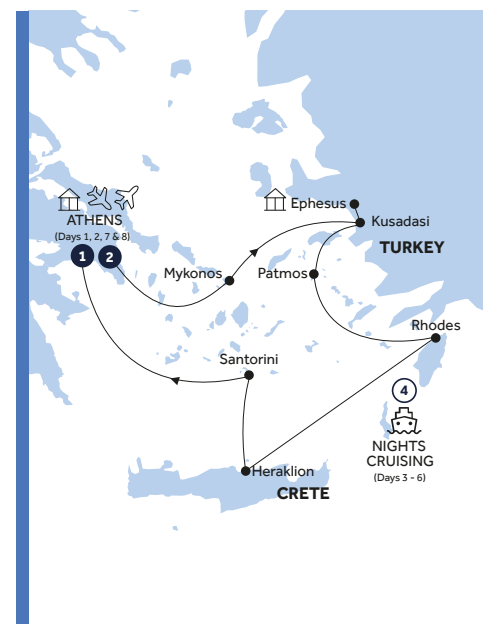 Ephesus
ATHENS
(Days 1, 2, 7 & 8)
Kusadasi
1
2
TURKEY
Mykonos
Patmos
Rhodes
Santorini
4
NIGHTS
CRUISING
(Days 3 - 6)
Heraklion
CRETE